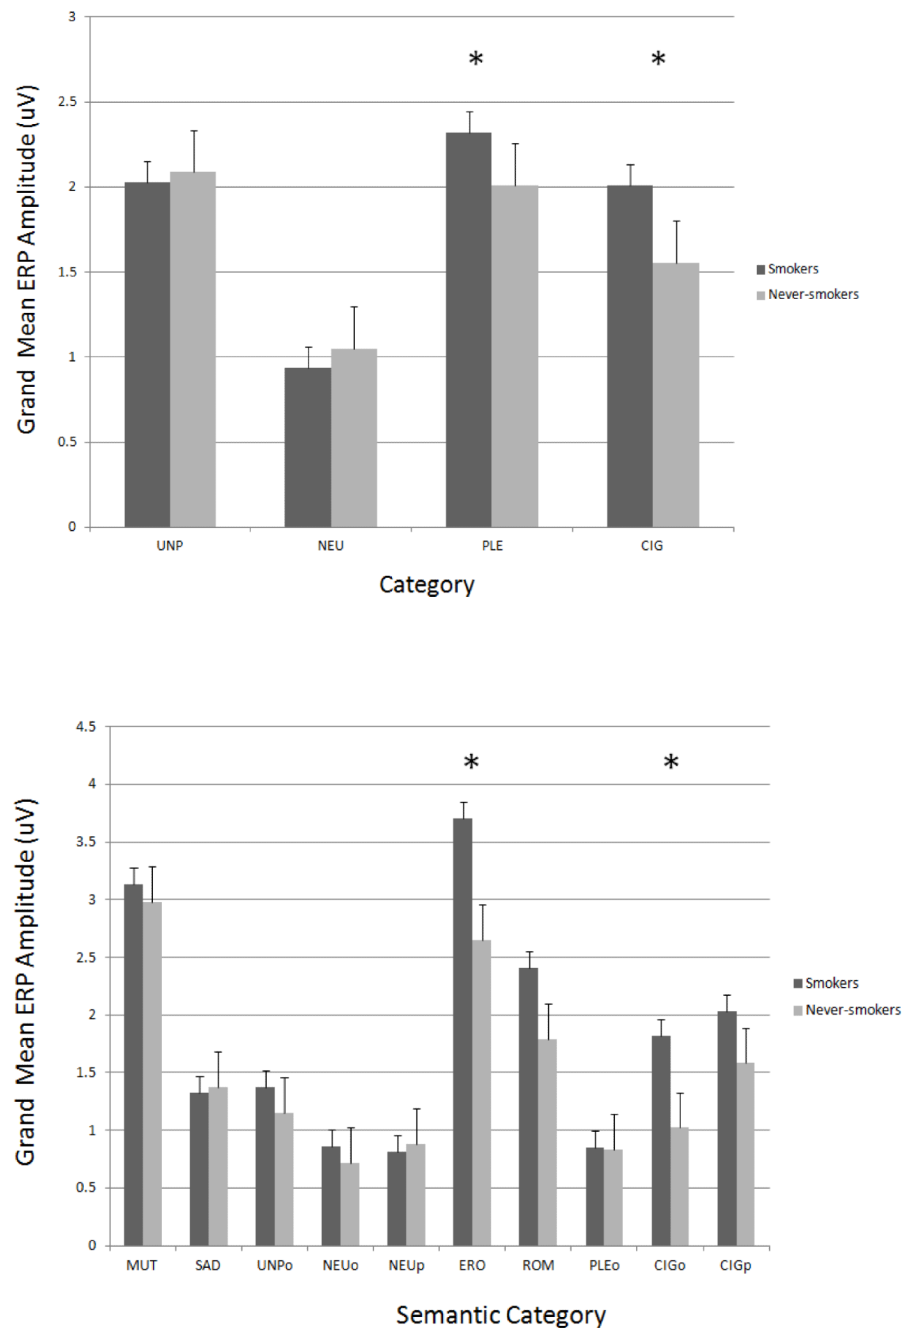 3
2.5
2
1.5
1
0.5
0
Grand Mean ERP Amplitude (uV)
* *
Smokers
Never-smokers
UNP NEU PLE CIG
Category
4.5
4
3.5
3
2.5
2
1.5
1
0.5
0
Grand Mean ERP Amplitude (uV)
* *
Smokers
Never-smokers
MUT SAD UNPo NEUo NEUp ERO ROM PLEo CIGo CIGp
Semantic Category